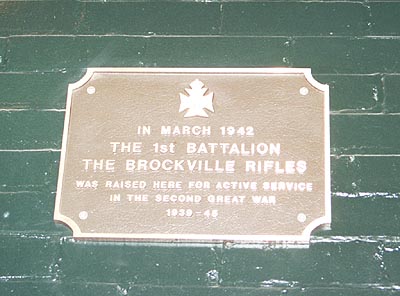 IN MARCH 1942
THE 1st BATTALION
THE BROCKVILLE RIFLES
WAS RAISED HERE FOR ACTIVE SERVICE
IN THE SECOND GREAT WAR
1939-45